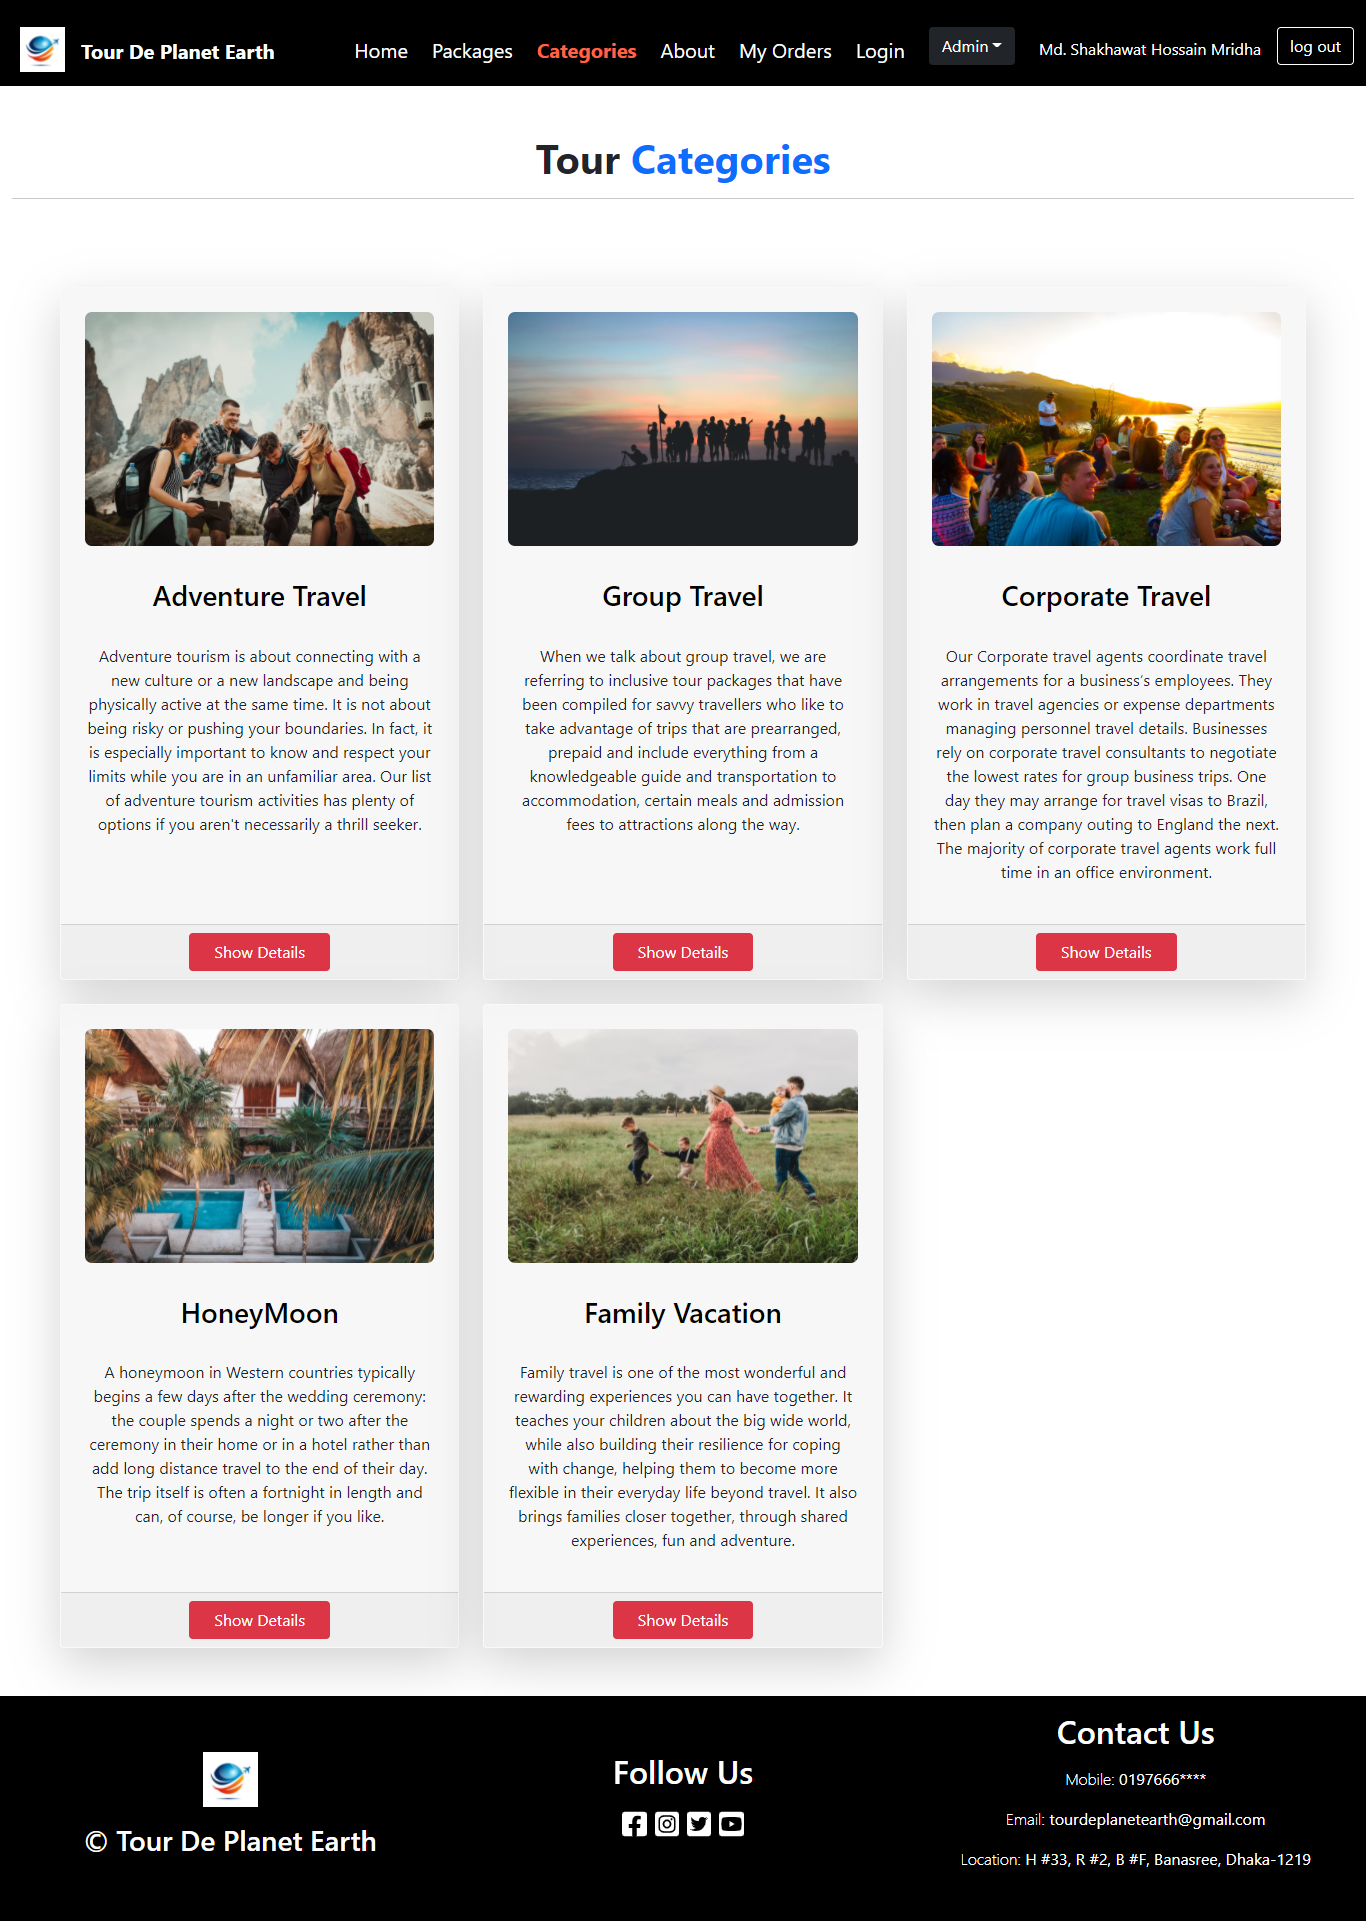 Tour De Planet Earth Home Packages Categories About My Orders Login Admin Md. Shakhawat Hossain Mridha log out
Tour Categories
Adventure Travel
Adventure tourism is about connecting with a
new culture or a new landscape and being
physically active at the same time. It is not about
being risky or pushing your boundaries. In fact, it
is especially important to know and respect your
limits while you are in an unfamiliar area. Our list
of adventure tourism activities has plenty of
options if you aren't necessarily a thrill seeker.
Show Details
Group Travel
When we talk about group travel, we are
referring to inclusive tour packages that have
been compiled for savvy travellers who like to
take advantage of trips that are prearranged,
prepaid and include everything from a
knowledgeable guide and transportation to
accommodation, certain meals and admission
fees to attractions along the way.
Show Details
Corporate Travel
Our Corporate travel agents coordinate travel
arrangements for a business's employees. They
work in travel agencies or expense departments
managing personnel travel details. Businesses
rely on corporate travel consultants to negotiate
the lowest rates for group business trips. One
day they may arrange for travel visas to Brazil,
then plan a company outing to England the next.
The majority of corporate travel agents work full
time in an office environment.
Show Details
HoneyMoon
A honeymoon in Western countries typically
begins a few days after the wedding ceremony:
the couple spends a night or two after the
ceremony in their home or in a hotel rather than
add long distance travel to the end of their day.
The trip itself is often a fortnight in length and
can, of course, be longer if you like.
Show Details
Family Vacation
Family travel is one of the most wonderful and
rewarding experiences you can have together. It
teaches your children about the big wide world,
while also building their resilience for coping
with change, helping them to become more
flexible in their everyday life beyond travel. It also
brings families closer together, through shared
experiences, fun and adventure.
Show Details
© Tour De Planet Earth
Follow Us
Contact Us
Mobile: 0197666****
Email: tourdeplanetearth@gmail.com
Location: H #33, R #2, B #F, Banasree, Dhaka-1219